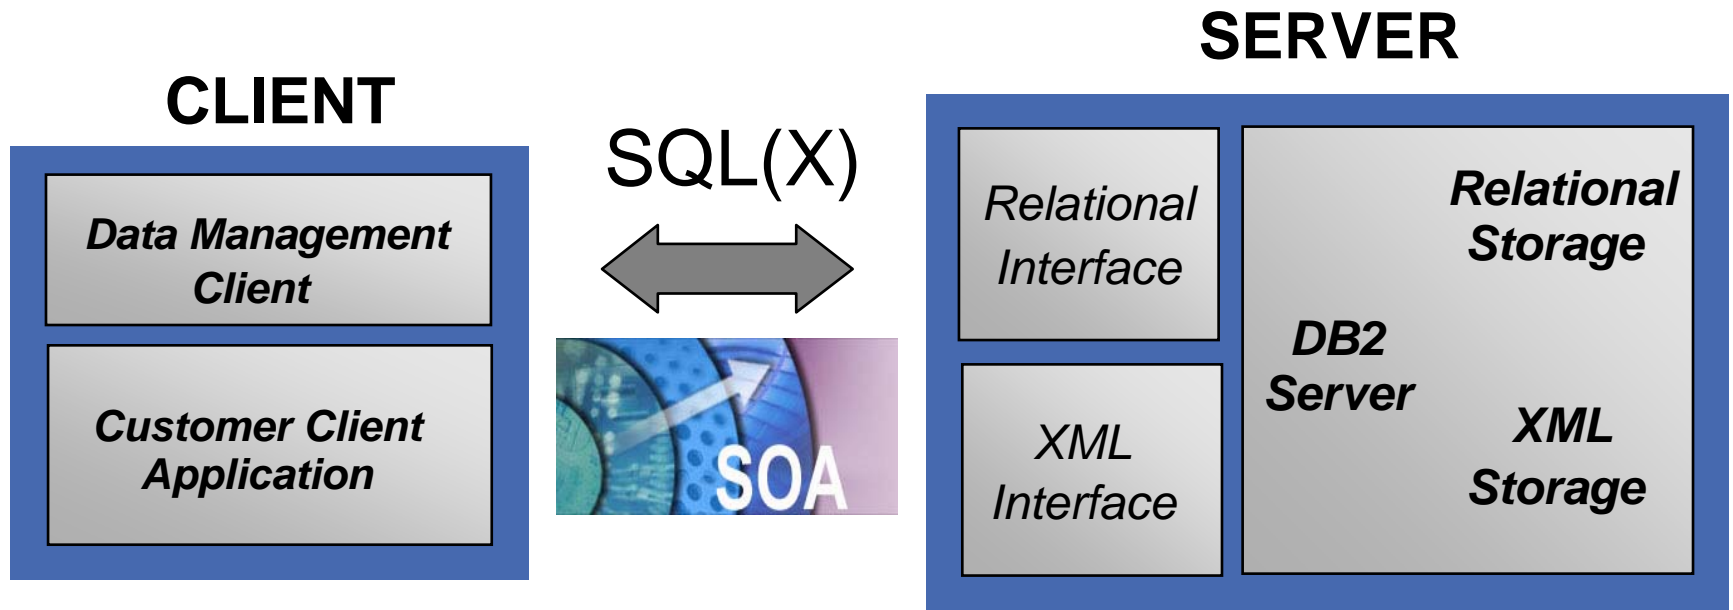 CLIENT
Data Management
Client
Customer Client
Application
SQL(X)
SOA
SERVER
Relational
Interface
XML
Interface
DB2
Server
Relational
Storage
XML
Storage